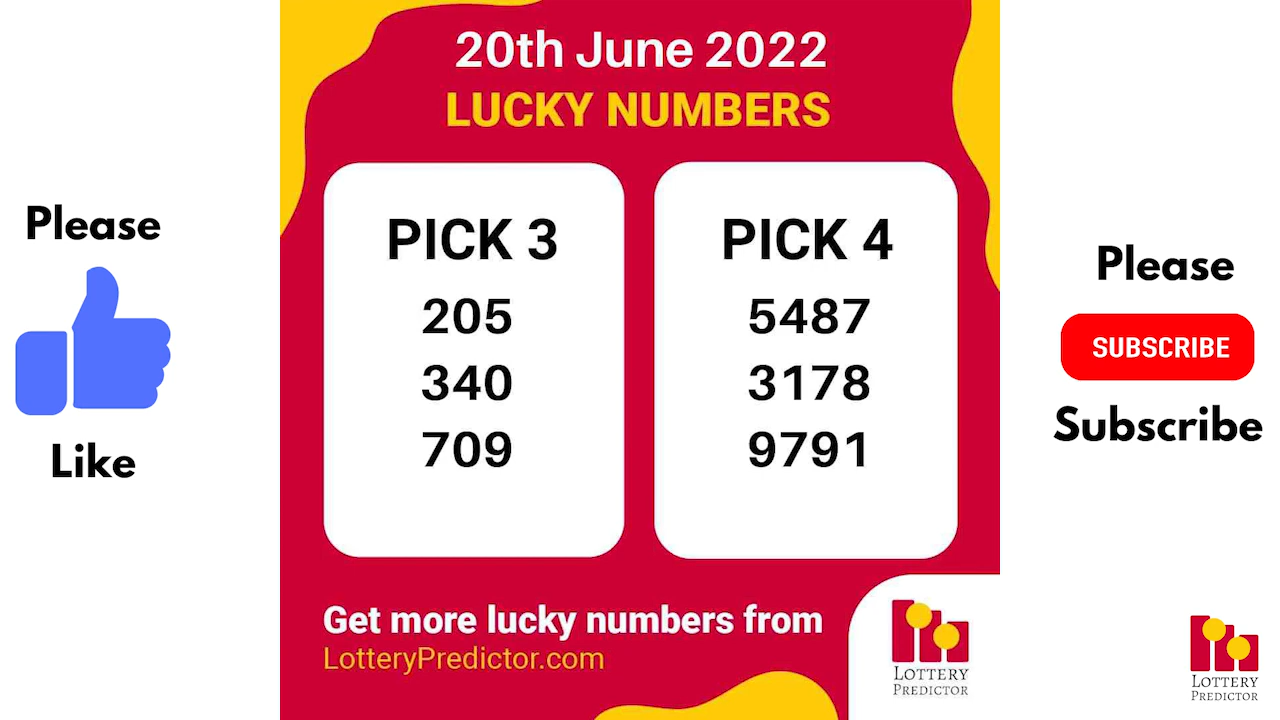 20th June 2022
LUCKY NUMBERS
Please
Like
PICK 3
205
340
709
PICK 4
5487
3178
9791
Please
SUBSCRIBE
Subscribe
Get more lucky numbers from
LotteryPredictor.com
LOTTERY
PREDICTOR
LOTTERY
PREDICTOR